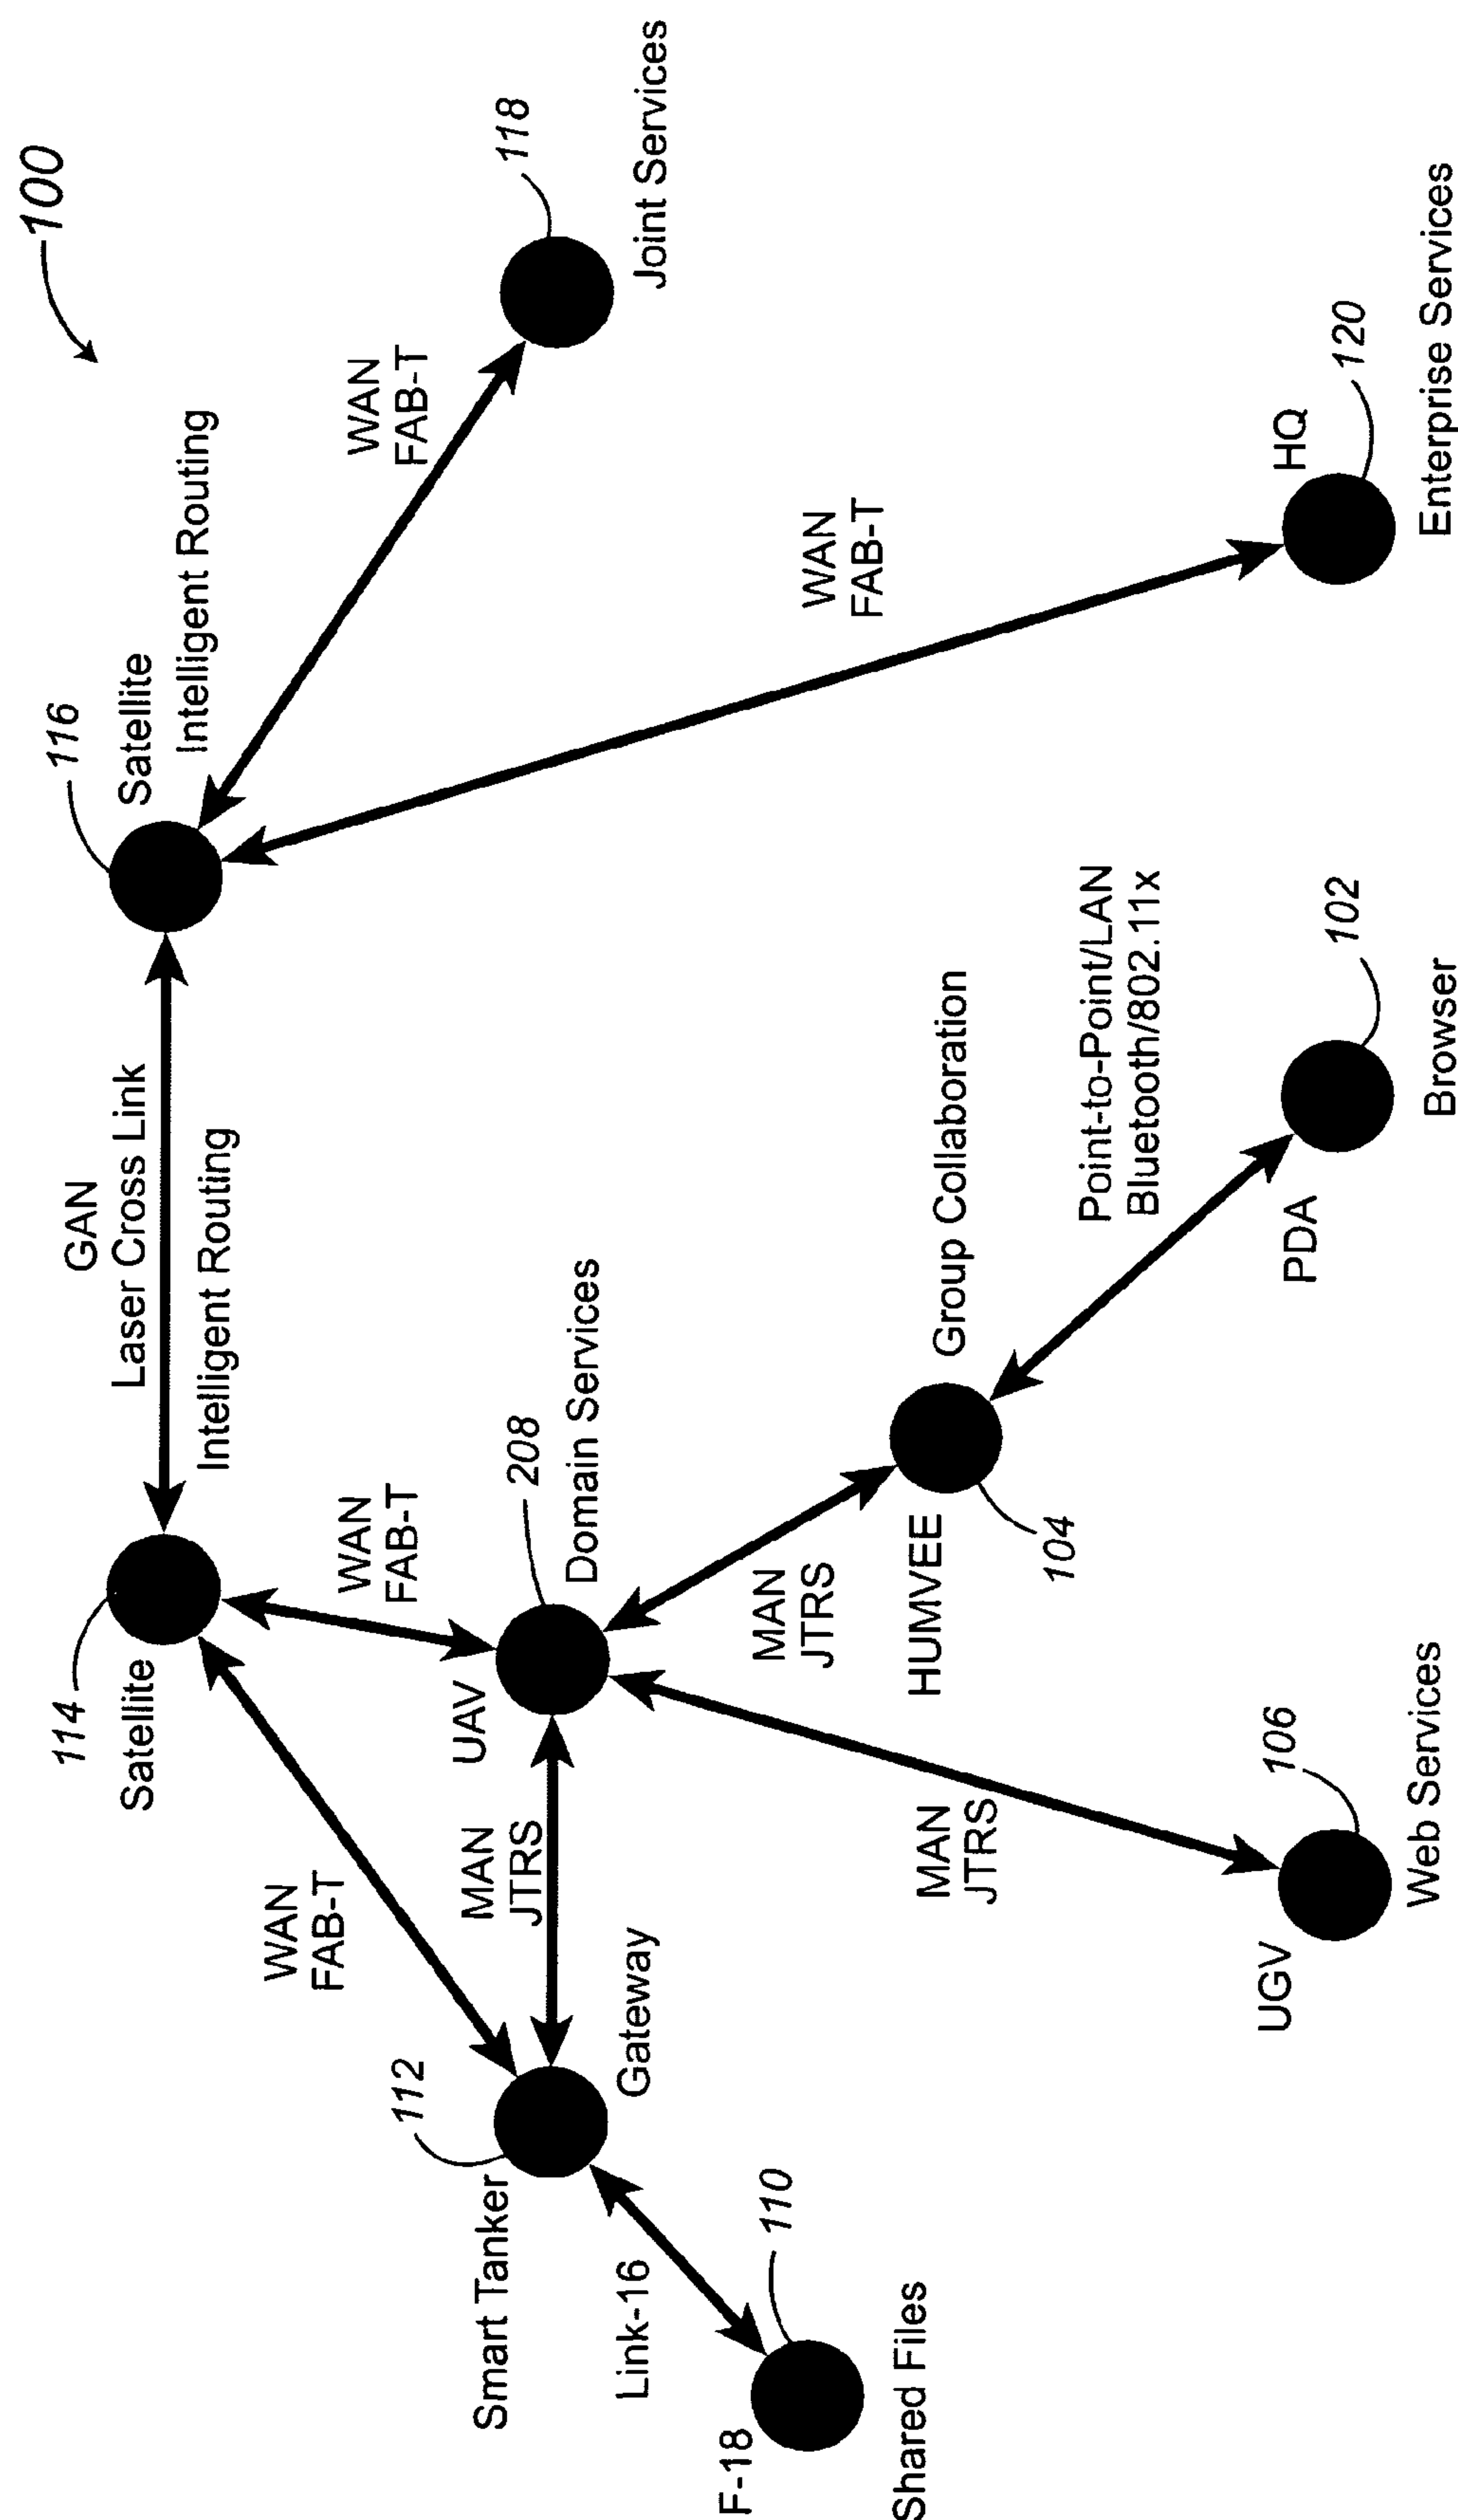 100
GAN
Laser Cross Link
Intelligent Routing
114
Satellite
116
Satellite
Intelligent Routing
WAN
FAB-T
WAN
FAB-T
WAN
FAB-T
118
Joint Services
112
Smart Tanker
Gateway
MAN
JTRS
UAV
208
Domain Services
Link-16
F-18
110
Shared Files
MAN
JTRS
MAN
JTRS
WAN
FAB-T
HUMVEE
104
Group Collaboration
Point-to-Point/LAN
Bluetooth/802.11x
UGV
106
Web Services
PDA
102
Browser
HQ
120
Enterprise Services